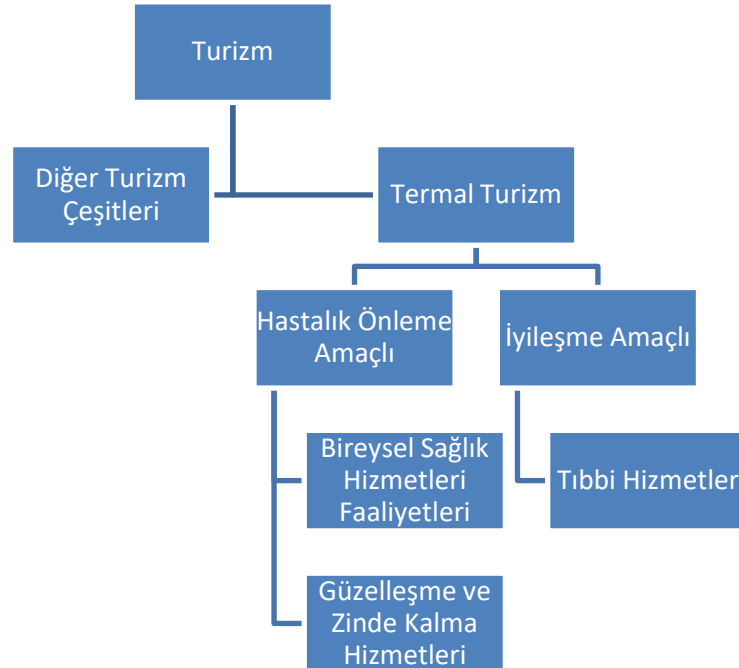 Turizm
Diğer Turizm
Çeşitleri
Termal Turizm
Hastalık Önleme
Amaçlı
İyileşme Amaçlı
Bireysel Sağlık
Hizmetleri
Faaliyetleri
Tıbbi Hizmetler
Güzelleşme ve
Zinde Kalma
Hizmetleri